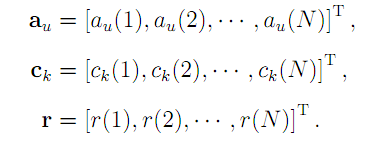 a_u = [a_u(1), a_u(2), ⋯ , a_u(N)]^T ,
c_k = [c_k(1), c_k(2), ⋯ , c_k(N)]^T ,
r = [r(1), r(2), ⋯ , r(N)]^T .